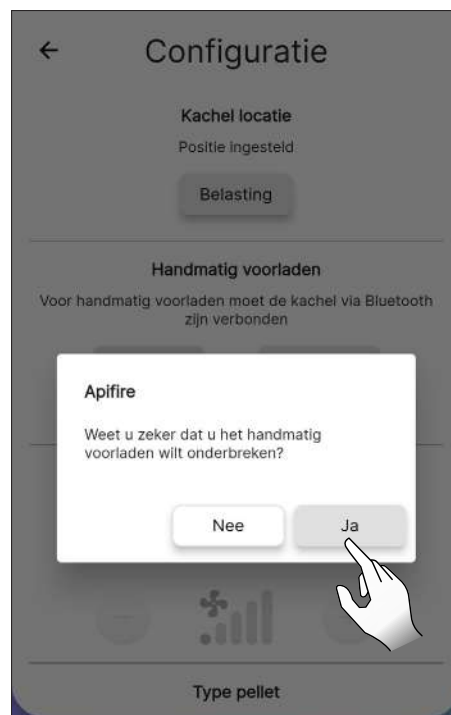 Configuratie
Kachel locatie
Positie ingesteld
Belasting
Handmatig voorladen
Voor handmatig voorladen moet de kachel via Bluetooth
zijn verbonden
Apifire
Weet u zeker dat u het handmatig
voorladen wilt onderbreken?
Nee Ja
Type pellet